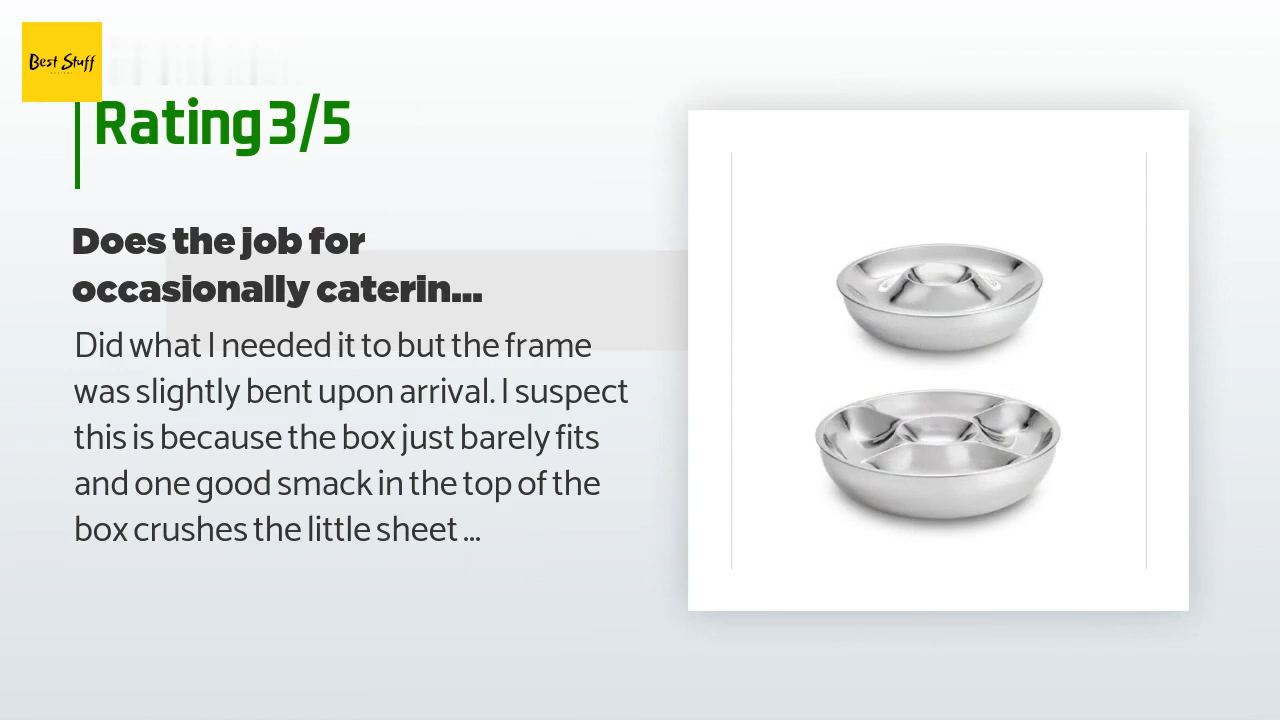 Best Stuff
Rating 3/5
Does the job for
occasionally caterin...
Did what I needed it to but the frame
was slightly bent upon arrival. I suspect
this is because the box just barely fits
and one good smack in the top of the
box crushes the little sheet ...